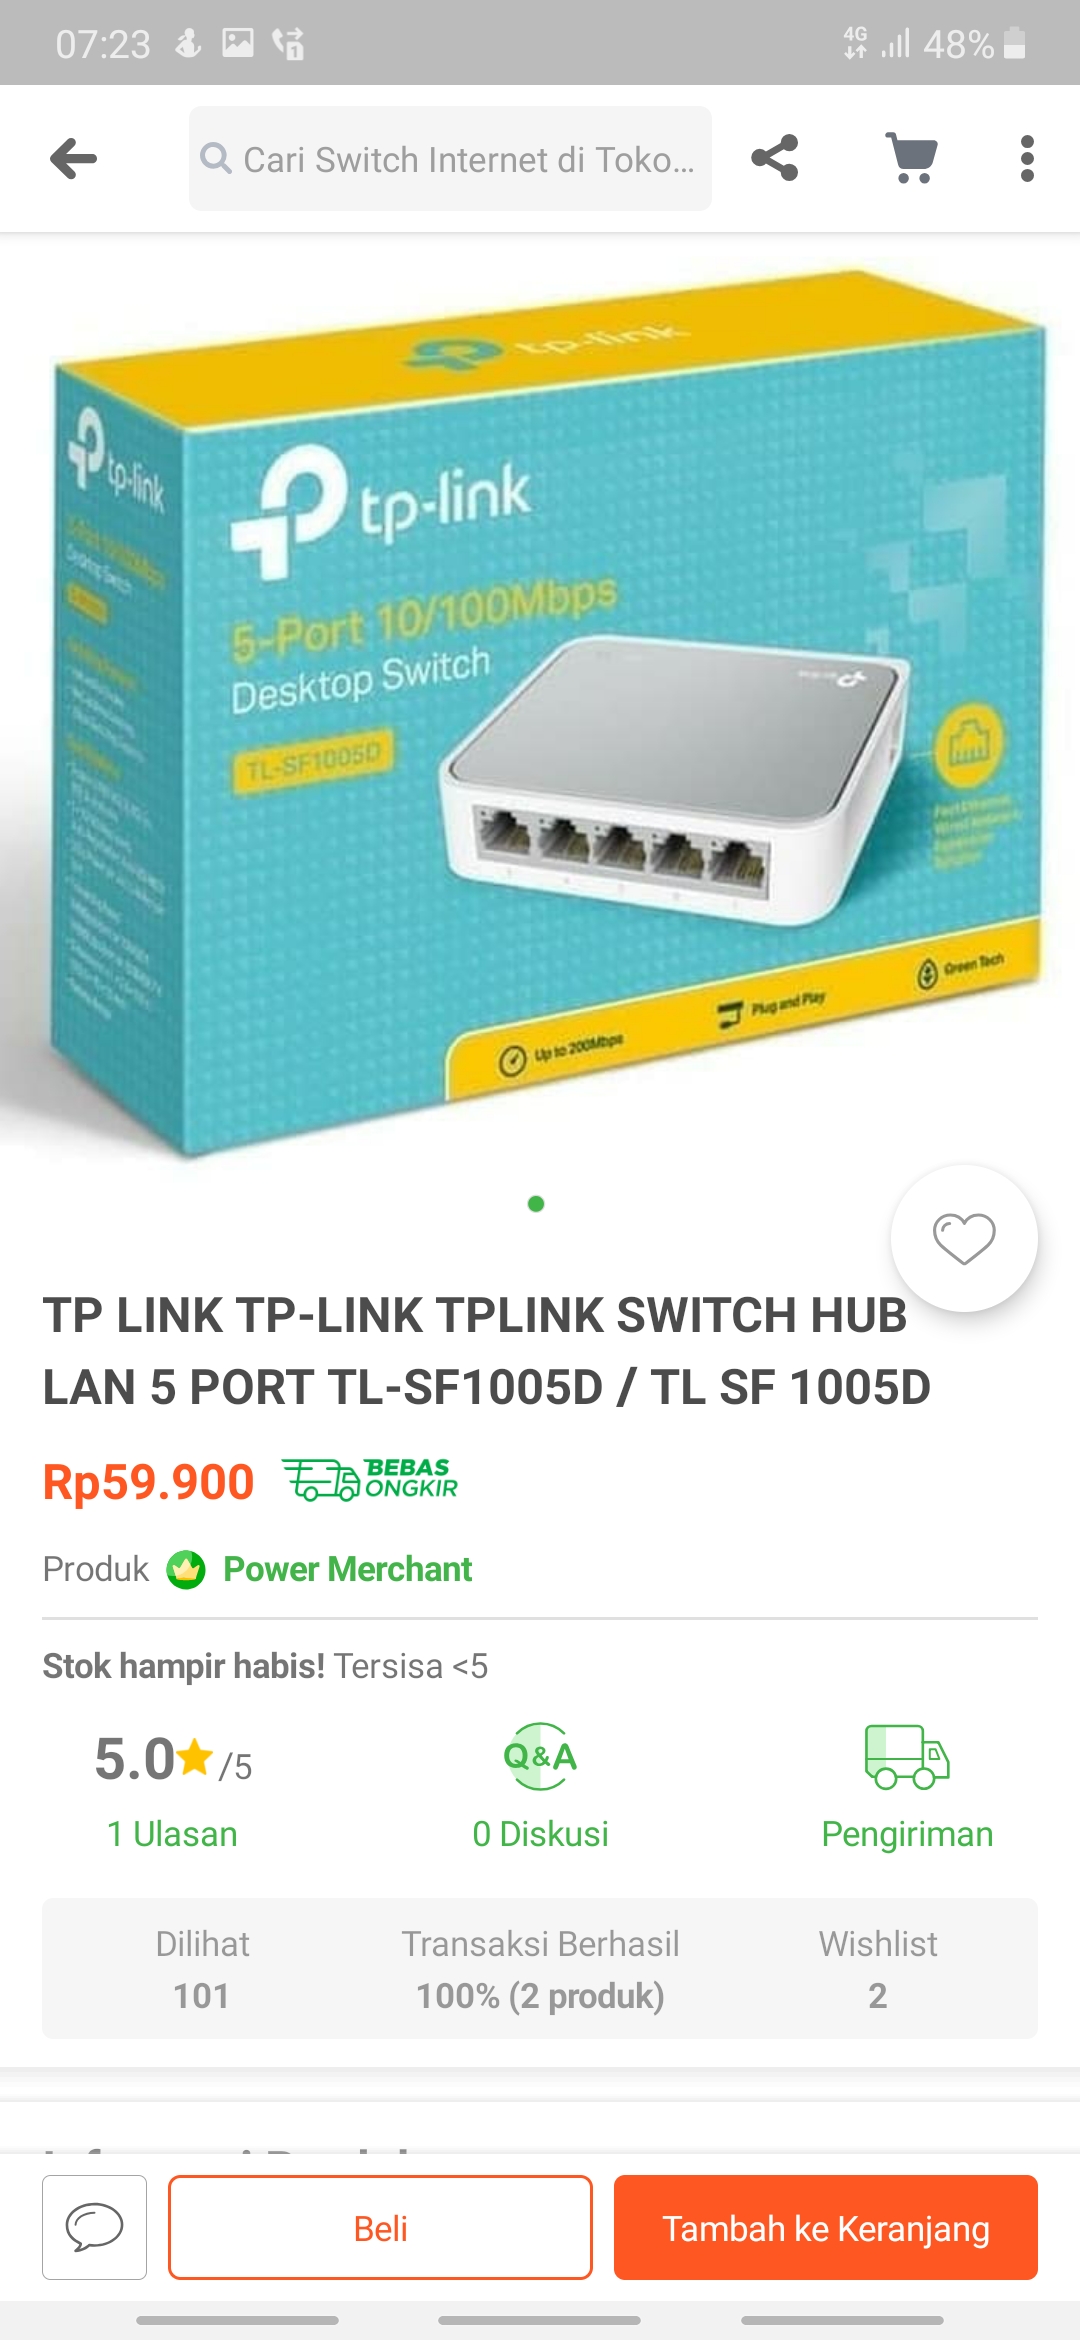 07:23
1
4G
48%
Cari Switch Internet di Toko...
tp-link
tp-link
tp-link
5-Port 10/100Mbps
Desktop Switch
TL-SF1005D
Desktop Switch
Up to 200Mbps
Plug and Play
Green Tech
TP LINK TP-LINK TPLINK SWITCH HUB
LAN 5 PORT TL-SF1005D / TL SF 1005D
Rp59.900
BEBAS
ONGKIR
Produk Power Merchant
Stok hampir habis! Tersisa <5
5.0 /5
Q&A
1 Ulasan
0 Diskusi
Pengiriman
Dilihat
Transaksi Berhasil
Wishlist
101
100% (2 produk)
2
Beli
Tambah ke Keranjang